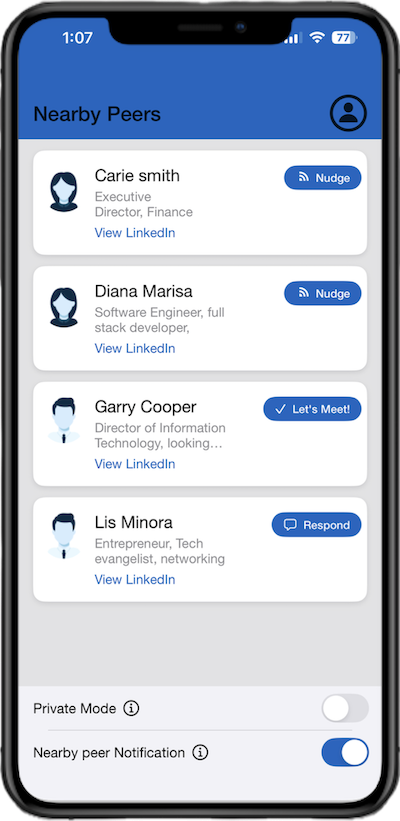 1:07
77
Nearby Peers
Carie smith
Nudge
Executive
Director, Finance
View LinkedIn
Diana Marisa
Nudge
Software Engineer, full
stack developer,
View LinkedIn
Garry Cooper
Let's Meet!
Director of Information
Technology, looking...
View LinkedIn
Lis Minora
Respond
Entrepreneur, Tech
evangelist, networking
View LinkedIn
Private Mode
Nearby peer Notification